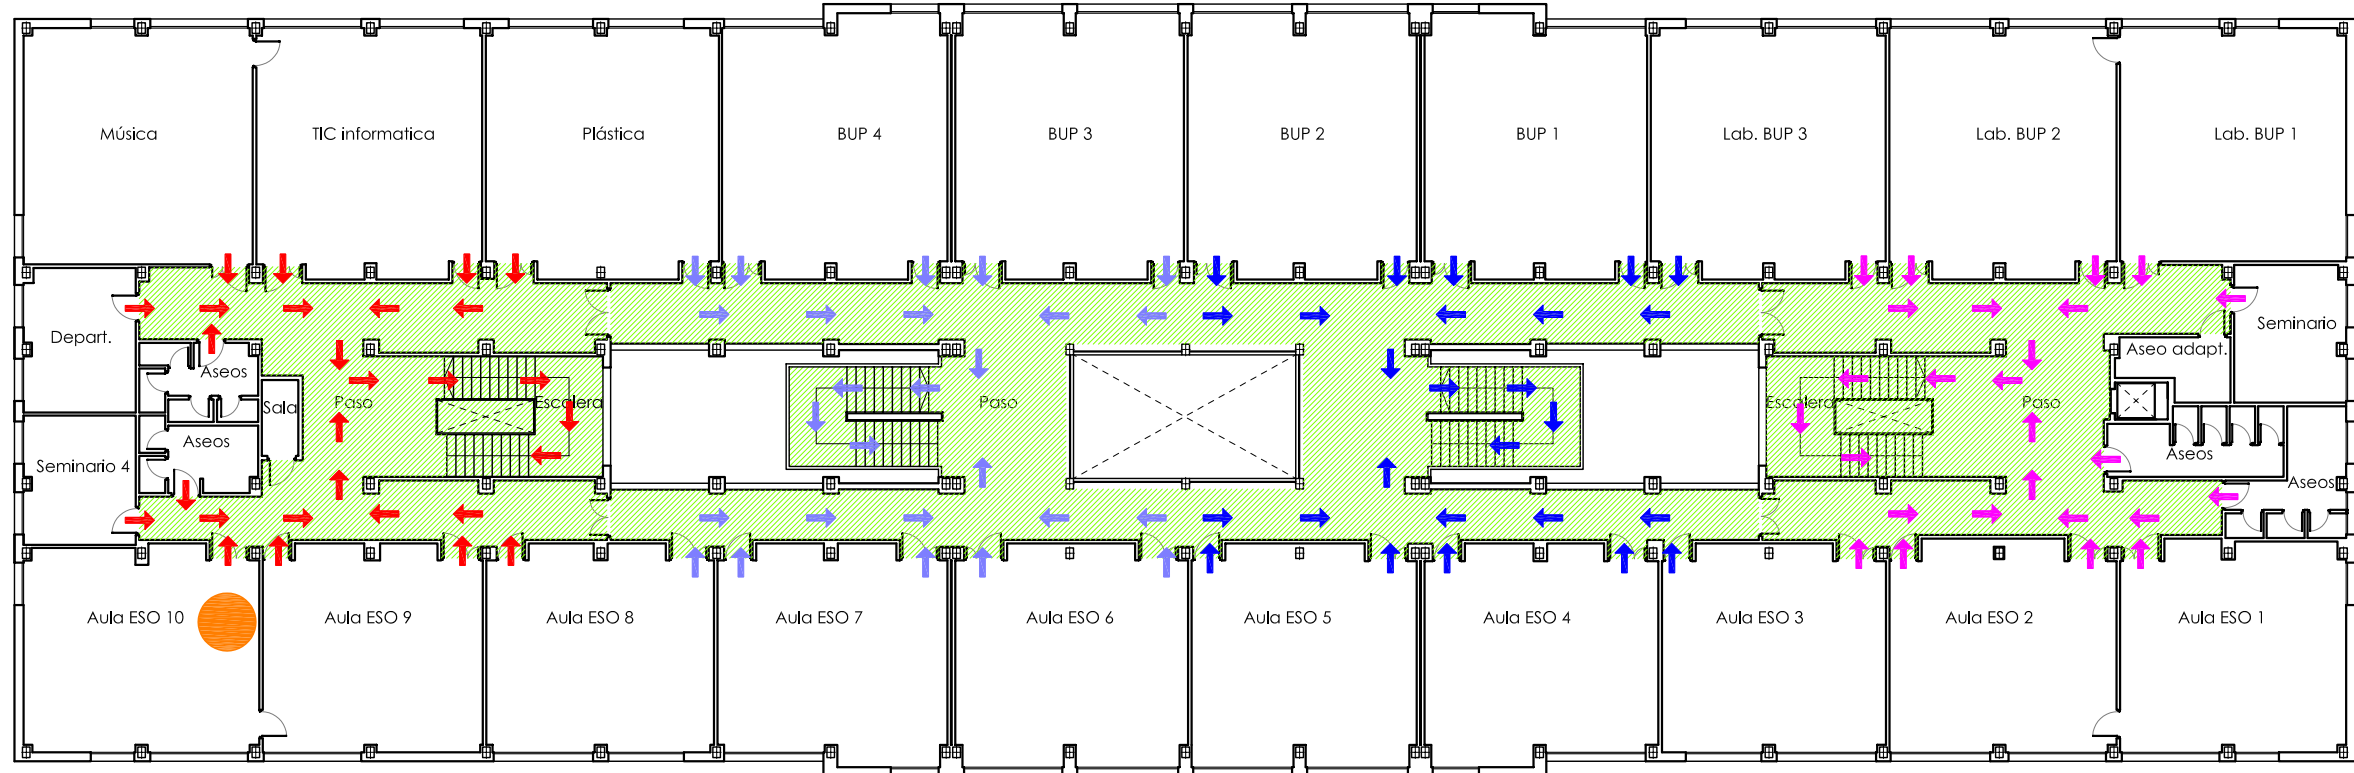 Música
TIC informatica
Plástica
BUP 4
BUP 3
BUP 2
BUP 1
Lab. BUP 3
Lab. BUP 2
Lab. BUP 1
Depart.
Seminario
Aseo adapt.
Aseos
Sala
Paso
Escalera
Paso
Escalera
Paso
Aseos
Seminario 4
Aseos
Aseos
Aula ESO 10
Aula ESO 9
Aula ESO 8
Aula ESO 7
Aula ESO 6
Aula ESO 5
Aula ESO 4
Aula ESO 3
Aula ESO 2
Aula ESO 1